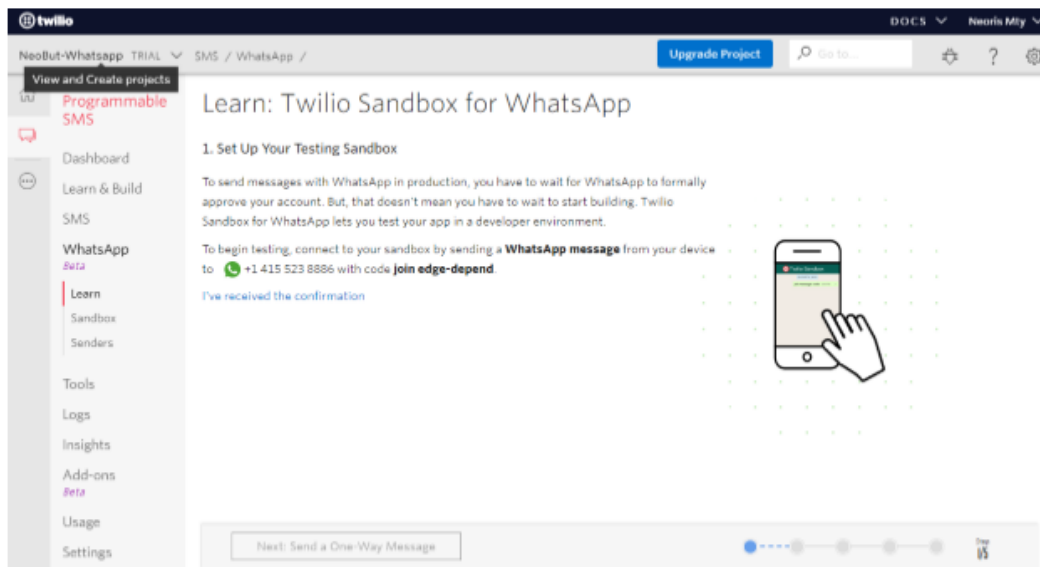 twilio
DOCS
Neoris Mty
NeoBut-Whatsapp TRIAL
SMS / WhatsApp /
Upgrade Project
Go to...
View and Create projects
Programmable
SMS
Dashboard
Learn & Build
SMS
WhatsApp
Beta
Learn
Sandbox
Senders
Tools
Logs
Insights
Add-ons
Beta
Usage
Settings
Learn: Twilio Sandbox for WhatsApp
1. Set Up Your Testing Sandbox
To send messages with WhatsApp in production, you have to wait for WhatsApp to formally
approve your account. But, that doesn't mean you have to wait to start building. Twilio
Sandbox for WhatsApp lets you test your app in a developer environment.
To begin testing, connect to your sandbox by sending a WhatsApp message from your device
to +1 415 523 8886 with code join edge-depend.
I've received the confirmation
Twilio Sandbox
Next: Send a One-Way Message
Step
1/5